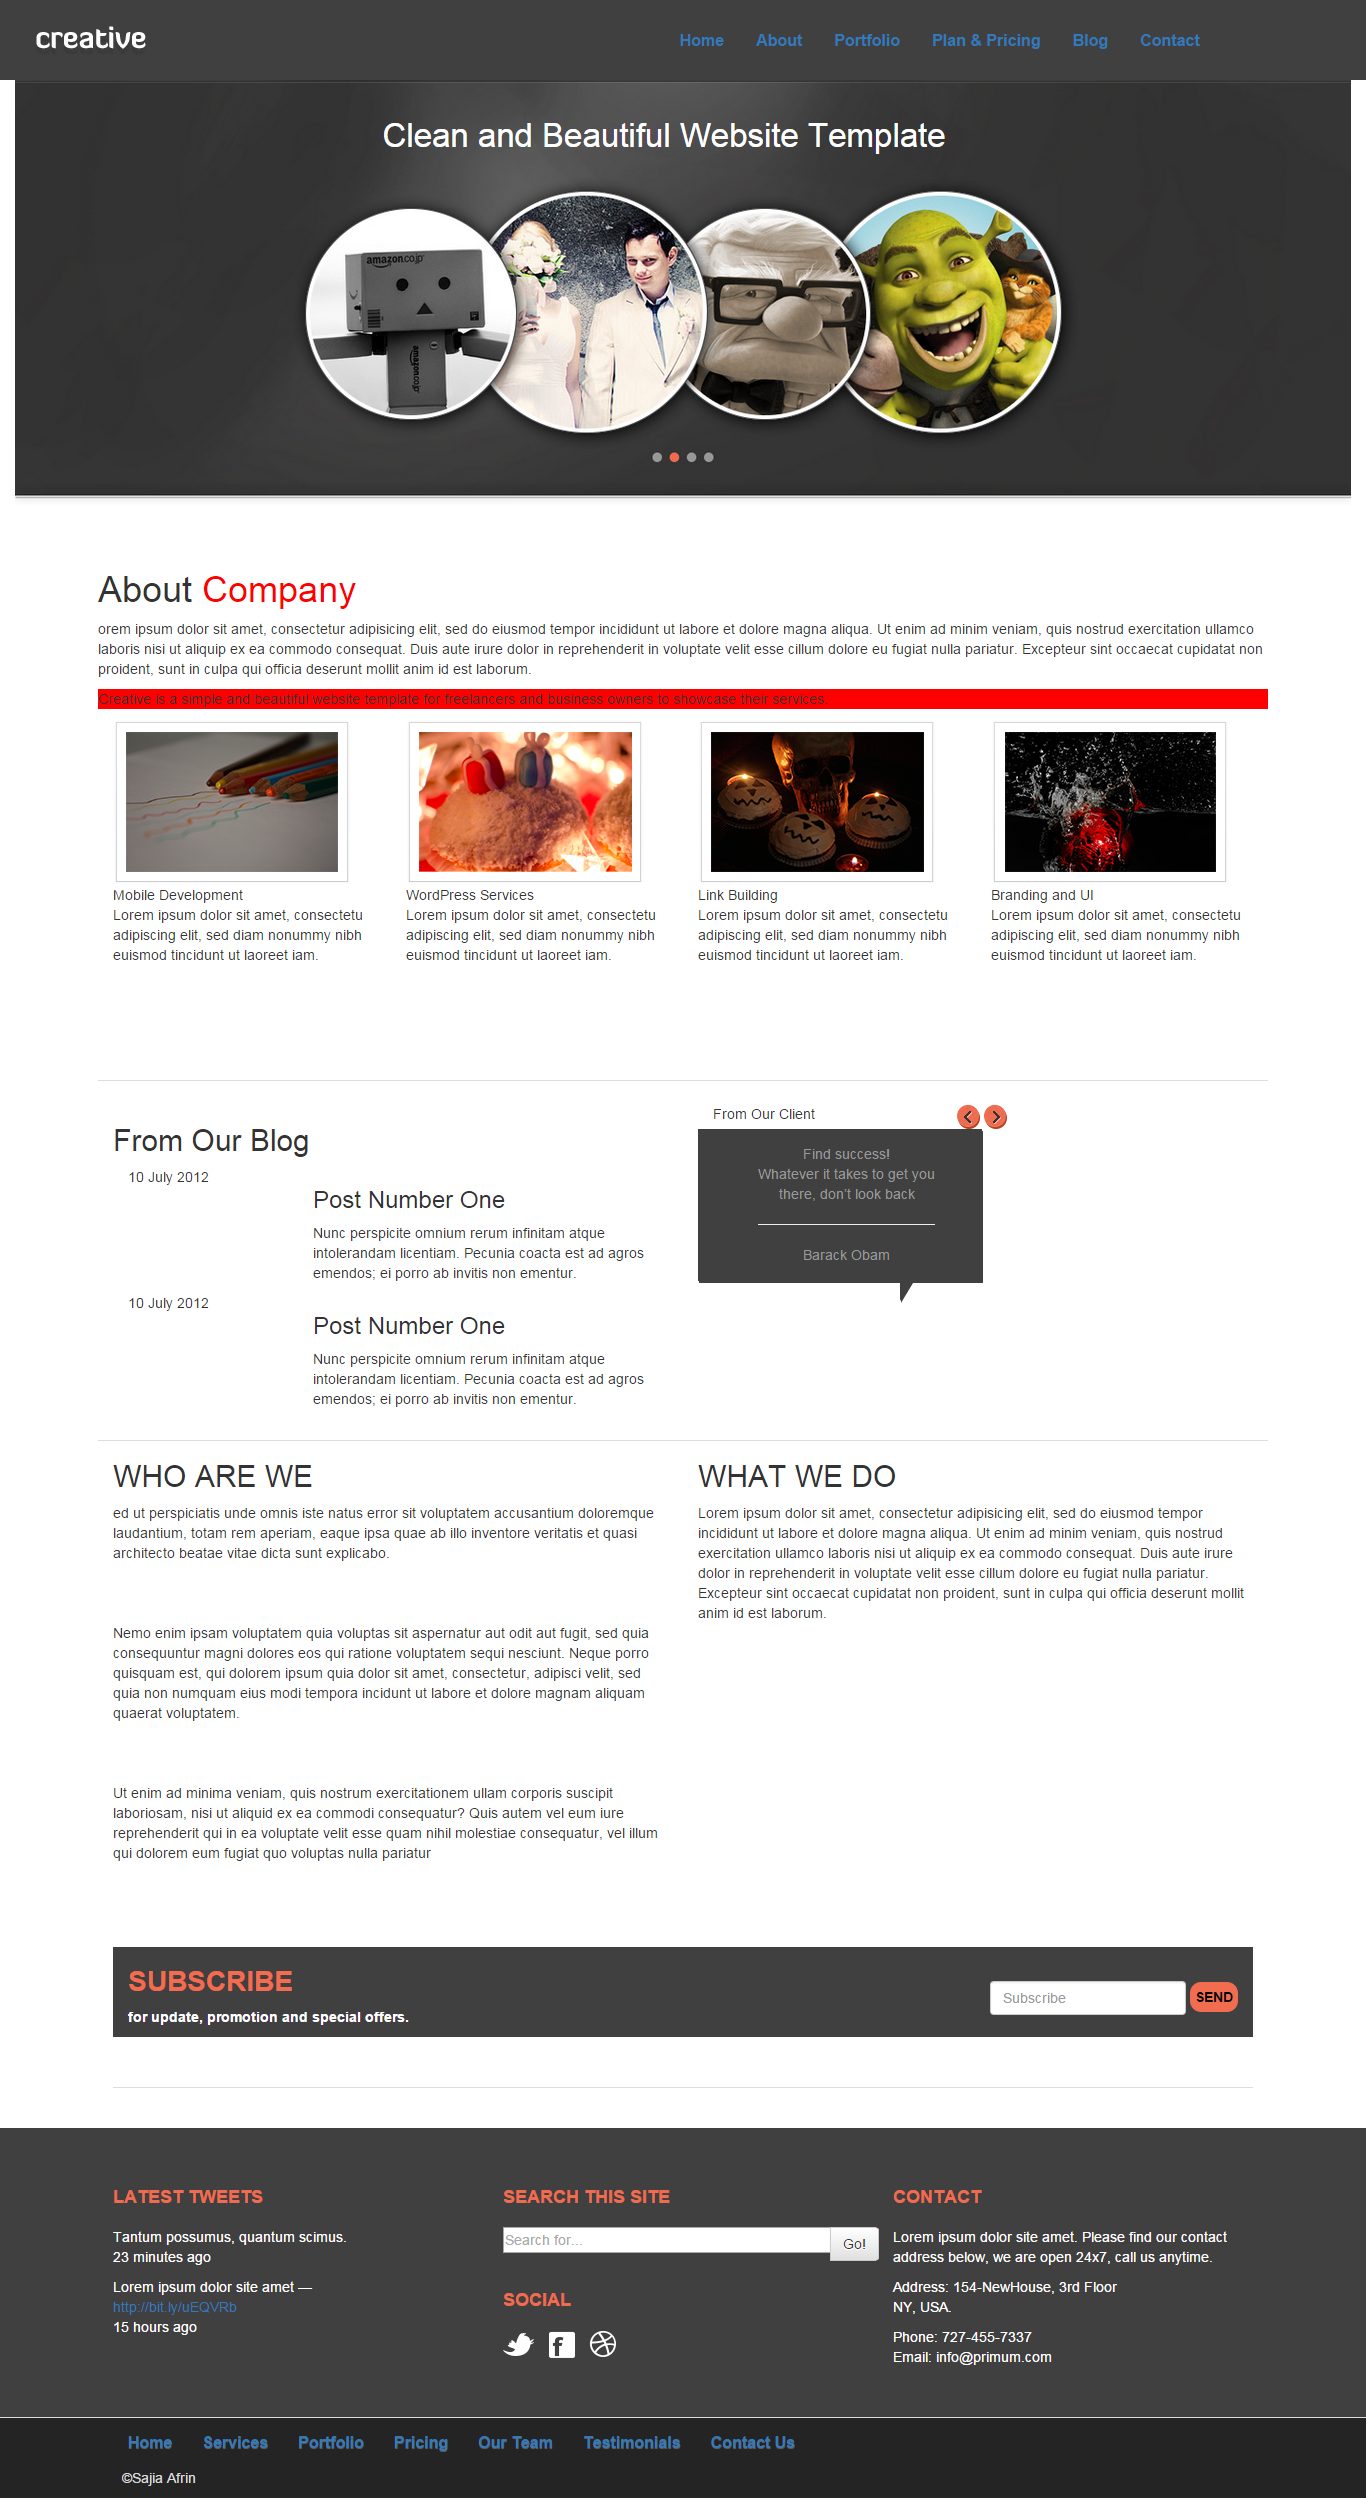 creative
Home About Portfolio Plan & Pricing Blog Contact
Clean and Beautiful Website Template
amazon.co.jp
amazon.co.jp
About Company
orem ipsum dolor sit amet, consectetur adipisicing elit, sed do eiusmod tempor incididunt ut labore et dolore magna aliqua. Ut enim ad minim veniam, quis nostrud exercitation ullamco
laboris nisi ut aliquip ex ea commodo consequat. Duis aute irure dolor in reprehenderit in voluptate velit esse cillum dolore eu fugiat nulla pariatur. Excepteur sint occaecat cupidatat non
proident, sunt in culpa qui officia deserunt mollit anim id est laborum.
Creative is a simple and beautiful website template for freelancers and business owners to showcase their services.
Mobile Development
Lorem ipsum dolor sit amet, consectetu
adipiscing elit, sed diam nonummy nibh
euismod tincidunt ut laoreet iam.
WordPress Services
Lorem ipsum dolor sit amet, consectetu
adipiscing elit, sed diam nonummy nibh
euismod tincidunt ut laoreet iam.
Link Building
Lorem ipsum dolor sit amet, consectetu
adipiscing elit, sed diam nonummy nibh
euismod tincidunt ut laoreet iam.
Branding and UI
Lorem ipsum dolor sit amet, consectetu
adipiscing elit, sed diam nonummy nibh
euismod tincidunt ut laoreet iam.
From Our Blog
10 July 2012
Post Number One
Nunc perspicite omnium rerum infinitam atque
intolerandam licentiam. Pecunia coacta est ad agros
emendos; ei porro ab invitis non ementur.
10 July 2012
Post Number One
Nunc perspicite omnium rerum infinitam atque
intolerandam licentiam. Pecunia coacta est ad agros
emendos; ei porro ab invitis non ementur.
From Our Client
Find success!
Whatever it takes to get you
there, don't look back
Barack Obam
WHO ARE WE
ed ut perspiciatis unde omnis iste natus error sit voluptatem accusantium doloremque
laudantium, totam rem aperiam, eaque ipsa quae ab illo inventore veritatis et quasi
architecto beatae vitae dicta sunt explicabo.
Nemo enim ipsam voluptatem quia voluptas sit aspernatur aut odit aut fugit, sed quia
consequuntur magni dolores eos qui ratione voluptatem sequi nesciunt. Neque porro
quisquam est, qui dolorem ipsum quia dolor sit amet, consectetur, adipisci velit, sed
quia non numquam eius modi tempora incidunt ut labore et dolore magnam aliquam
quaerat voluptatem.
Ut enim ad minima veniam, quis nostrum exercitationem ullam corporis suscipit
laboriosam, nisi ut aliquid ex ea commodi consequatur? Quis autem vel eum iure
reprehenderit qui in ea voluptate velit esse quam nihil molestiae consequatur, vel illum
qui dolorem eum fugiat quo voluptas nulla pariatur
WHAT WE DO
Lorem ipsum dolor sit amet, consectetur adipisicing elit, sed do eiusmod tempor
incididunt ut labore et dolore magna aliqua. Ut enim ad minim veniam, quis nostrud
exercitation ullamco laboris nisi ut aliquip ex ea commodo consequat. Duis aute irure
dolor in reprehenderit in voluptate velit esse cillum dolore eu fugiat nulla pariatur.
Excepteur sint occaecat cupidatat non proident, sunt in culpa qui officia deserunt mollit
anim id est laborum.
SUBSCRIBE
for update, promotion and special offers.
Subscribe
SEND
LATEST TWEETS
Tantum possumus, quantum scimus.
23 minutes ago
Lorem ipsum dolor site amet —
http://bit.ly/uEQVRb
15 hours ago
SEARCH THIS SITE
Search for...
Go!
SOCIAL
CONTACT
Lorem ipsum dolor site amet. Please find our contact
address below, we are open 24x7, call us anytime.
Address: 154-NewHouse, 3rd Floor
NY, USA.
Phone: 727-455-7337
Email: info@primum.com
Home Services Portfolio Pricing Our Team Testimonials Contact Us
©Sajia Afrin